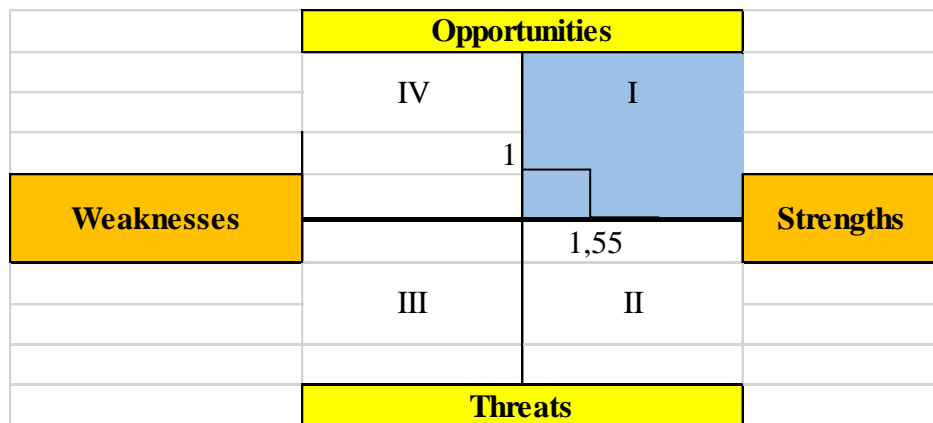 Opportunities
IV
I
1
Weaknesses
Strengths
1,55
III
II
Threats